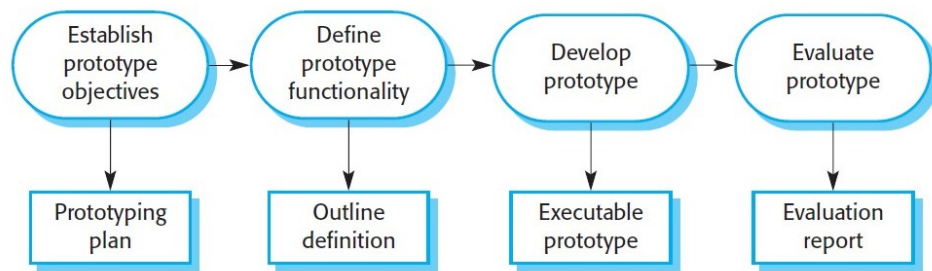 Establish
prototype
objectives
Define
prototype
functionality
Develop
prototype
Evaluate
prototype
Prototyping
plan
Outline
definition
Executable
prototype
Evaluation
report